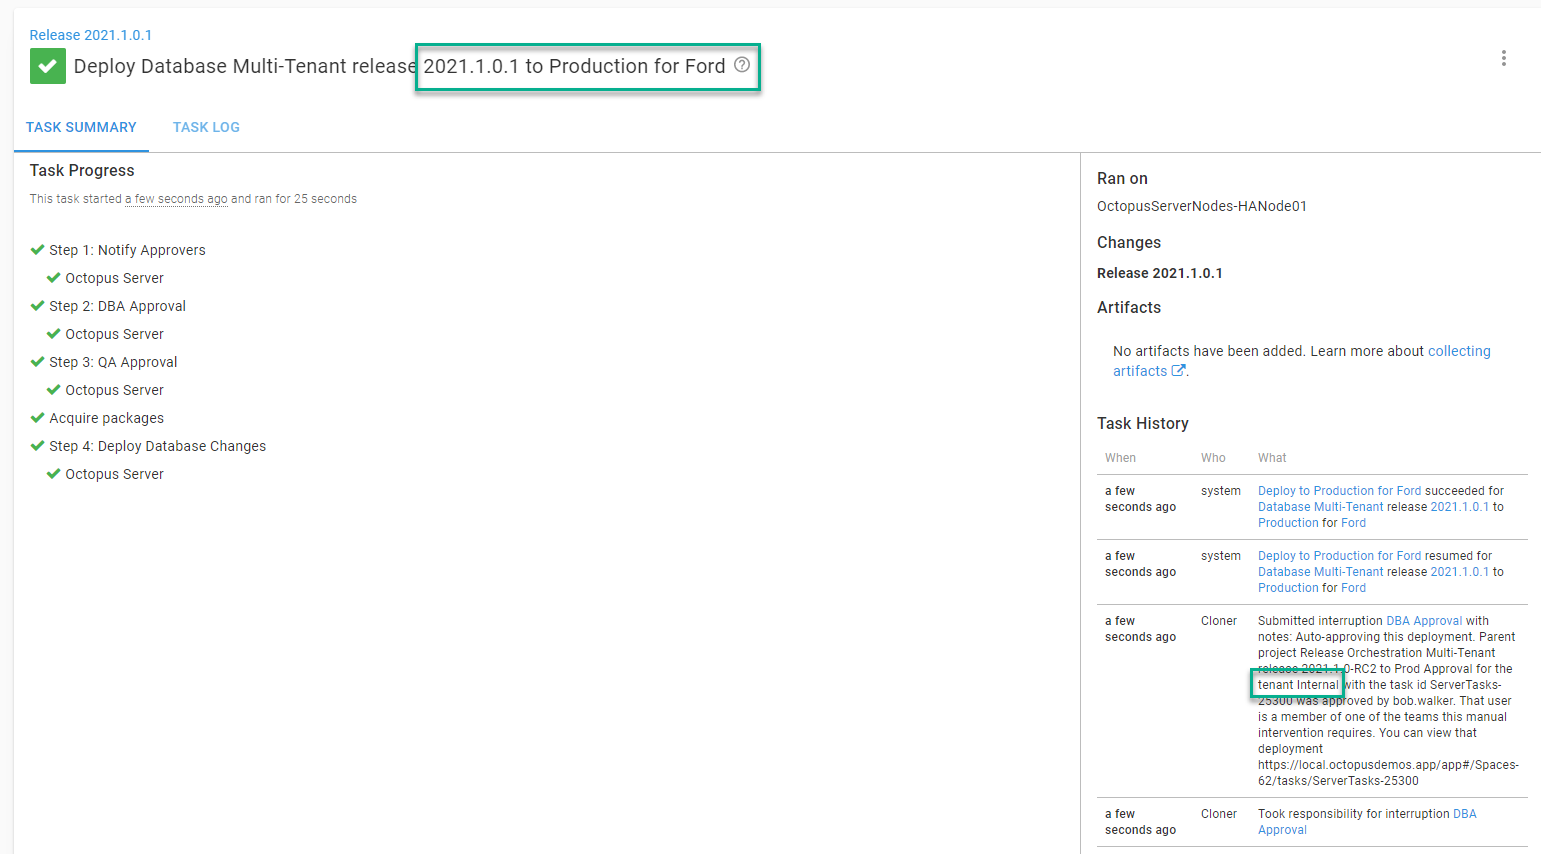 Release 2021.1.0.1
Deploy Database Multi-Tenant release 2021.1.0.1 to Production for Ford
TASK SUMMARY
TASK LOG
Task Progress
This task started a few seconds ago and ran for 25 seconds
Step 1: Notify Approvers
Octopus Server
Step 2: DBA Approval
Octopus Server
Step 3: QA Approval
Octopus Server
Acquire packages
Step 4: Deploy Database Changes
Octopus Server
Ran on
OctopusServerNodes-HANode01
Changes
Release 2021.1.0.1
Artifacts
No artifacts have been added. Learn more about collecting
artifacts.
Task History
When Who What
a few
seconds ago
system
Deploy to Production for Ford succeeded for
Database Multi-Tenant release 2021.1.0.1 to
Production for Ford
a few
seconds ago
system
Deploy to Production for Ford resumed for
Database Multi-Tenant release 2021.1.0.1 to
Production for Ford
a few
seconds ago
Cloner
Submitted interruption DBA Approval with
notes: Auto-approving this deployment. Parent
project Release Orchestration Multi-Tenant
release 2021.1.0-RC2 to Prod Approval for the
tenant Internal with the task id ServerTasks-
25300 was approved by bob.walker. That user
is a member of one of the teams this manual
intervention requires. You can view that
deployment
https://local.octopusdemos.app/app#/Spaces-
62/tasks/ServerTasks-25300
a few
seconds ago
Cloner
Took responsibility for interruption DBA
Approval